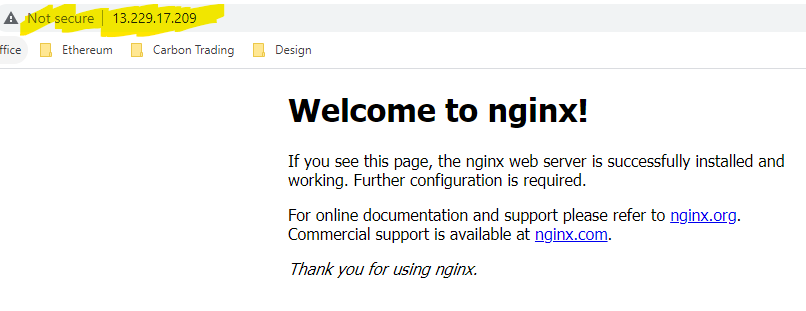 Not secure | 13.229.17.209
ffice Ethereum Carbon Trading Design
Welcome to nginx!
If you see this page, the nginx web server is successfully installed and
working. Further configuration is required.
For online documentation and support please refer to nginx.org.
Commercial support is available at nginx.com.
Thank you for using nginx.